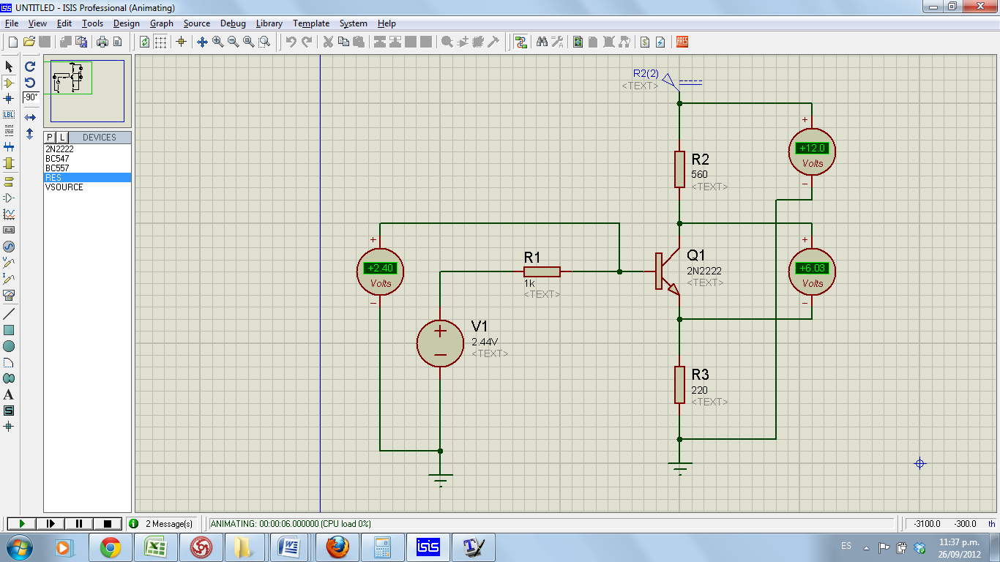 UNTITLED - ISIS Professional (Animating)
File View Edit Tools Design Graph Source Debug Library Template System Help
-90°
LBL
P L DEVICES
2N2222
BC547
BC557
RES
VSOURCE
A
S
ARES
R2(2)
<TEXT>
+
+12.0
Volts
−
R2
560
<TEXT>
+
+2.40
Volts
−
R1
1k
<TEXT>
Q1
2N2222
<TEXT>
+
+6.03
Volts
−
V1
2.44V
<TEXT>
+
−
R3
220
<TEXT>
2 Message(s)
ANIMATING: 00:00:06.000000 (CPU load 0%)
-3100.0 -300.0 th
isis
ES
11:37 p.m.
26/09/2012